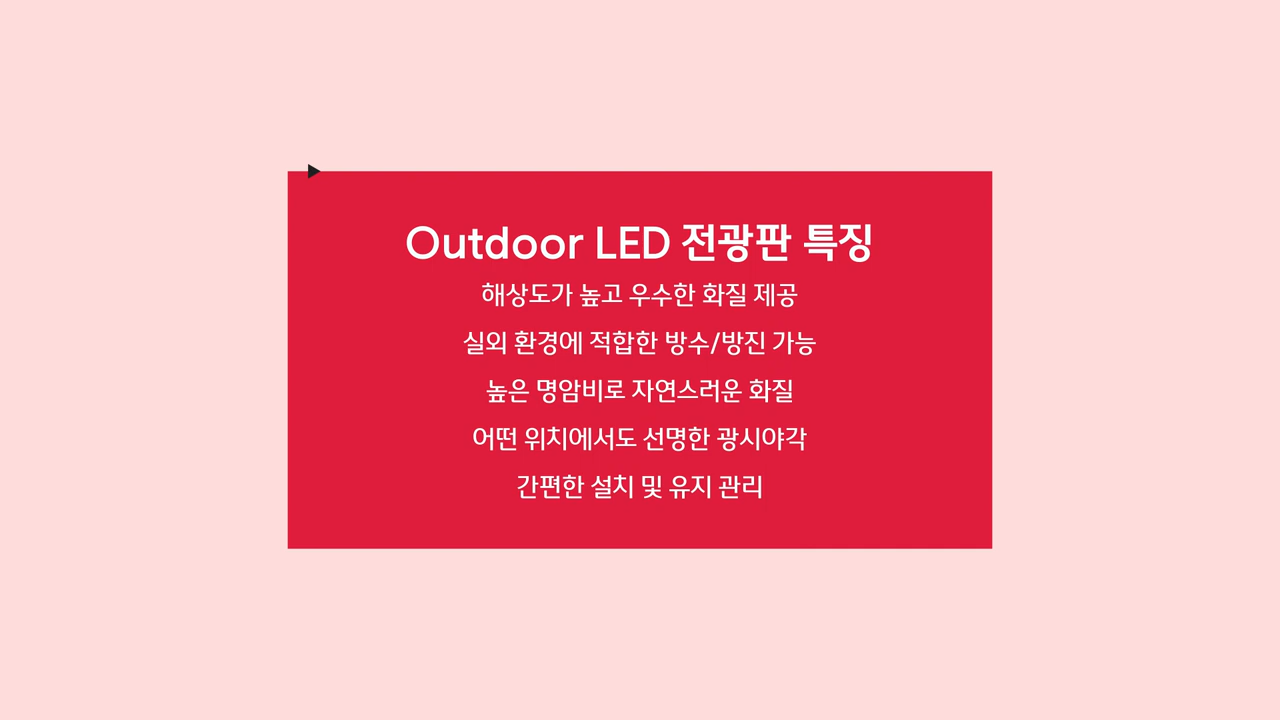 Outdoor LED 전광판 특징
해상도가 높고 우수한 화질 제공
실외 환경에 적합한 방수/방진 가능
높은 명암비로 자연스러운 화질
어떤 위치에서도 선명한 광시야각
간편한 설치 및 유지 관리